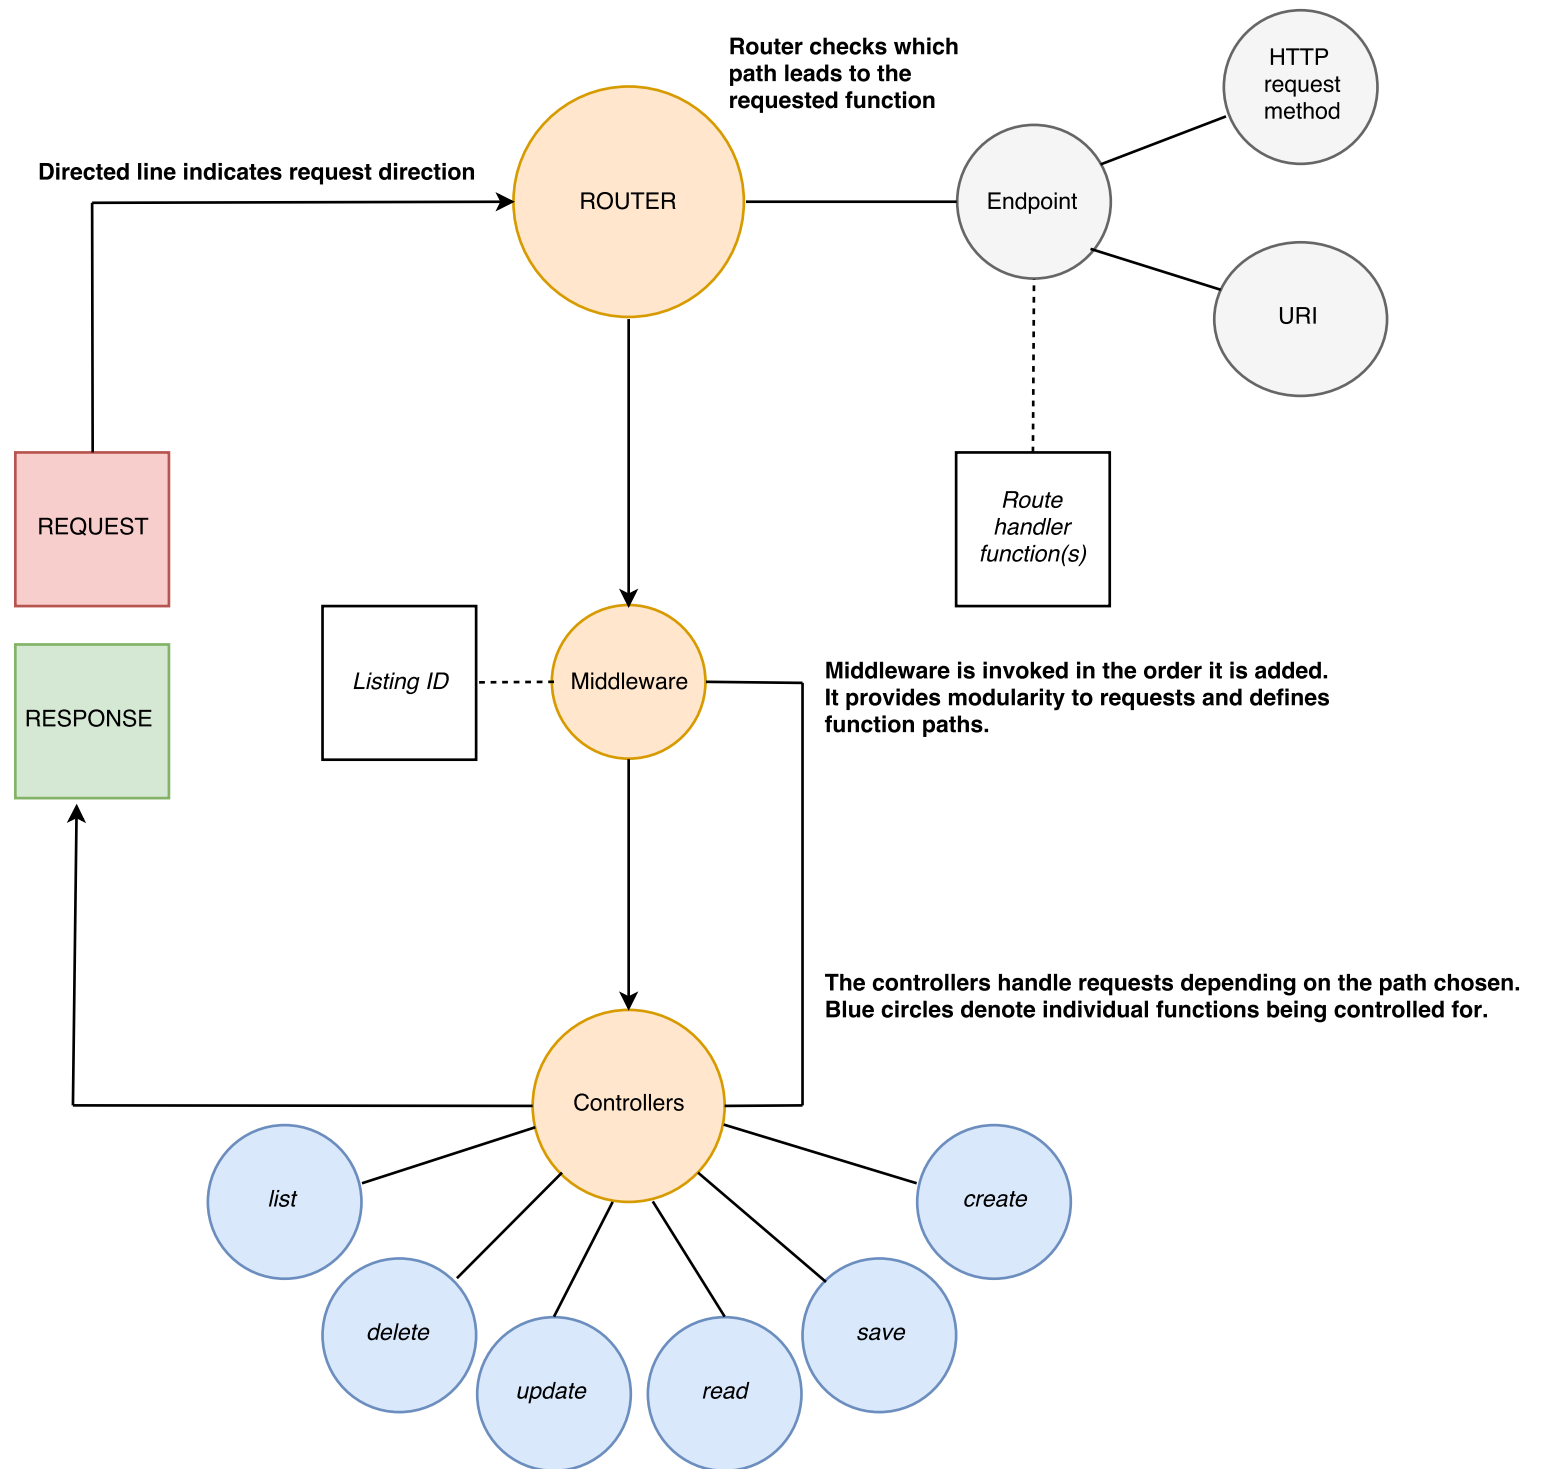 Router checks which
path leads to the
requested function
HTTP
request
method
Directed line indicates request direction
ROUTER
Endpoint
URI
REQUEST
Route
handler
function(s)
RESPONSE
Listing ID
Middleware
Middleware is invoked in the order it is added.
It provides modularity to requests and defines
function paths.
The controllers handle requests depending on the path chosen.
Blue circles denote individual functions being controlled for.
Controllers
list
create
delete
save
update
read